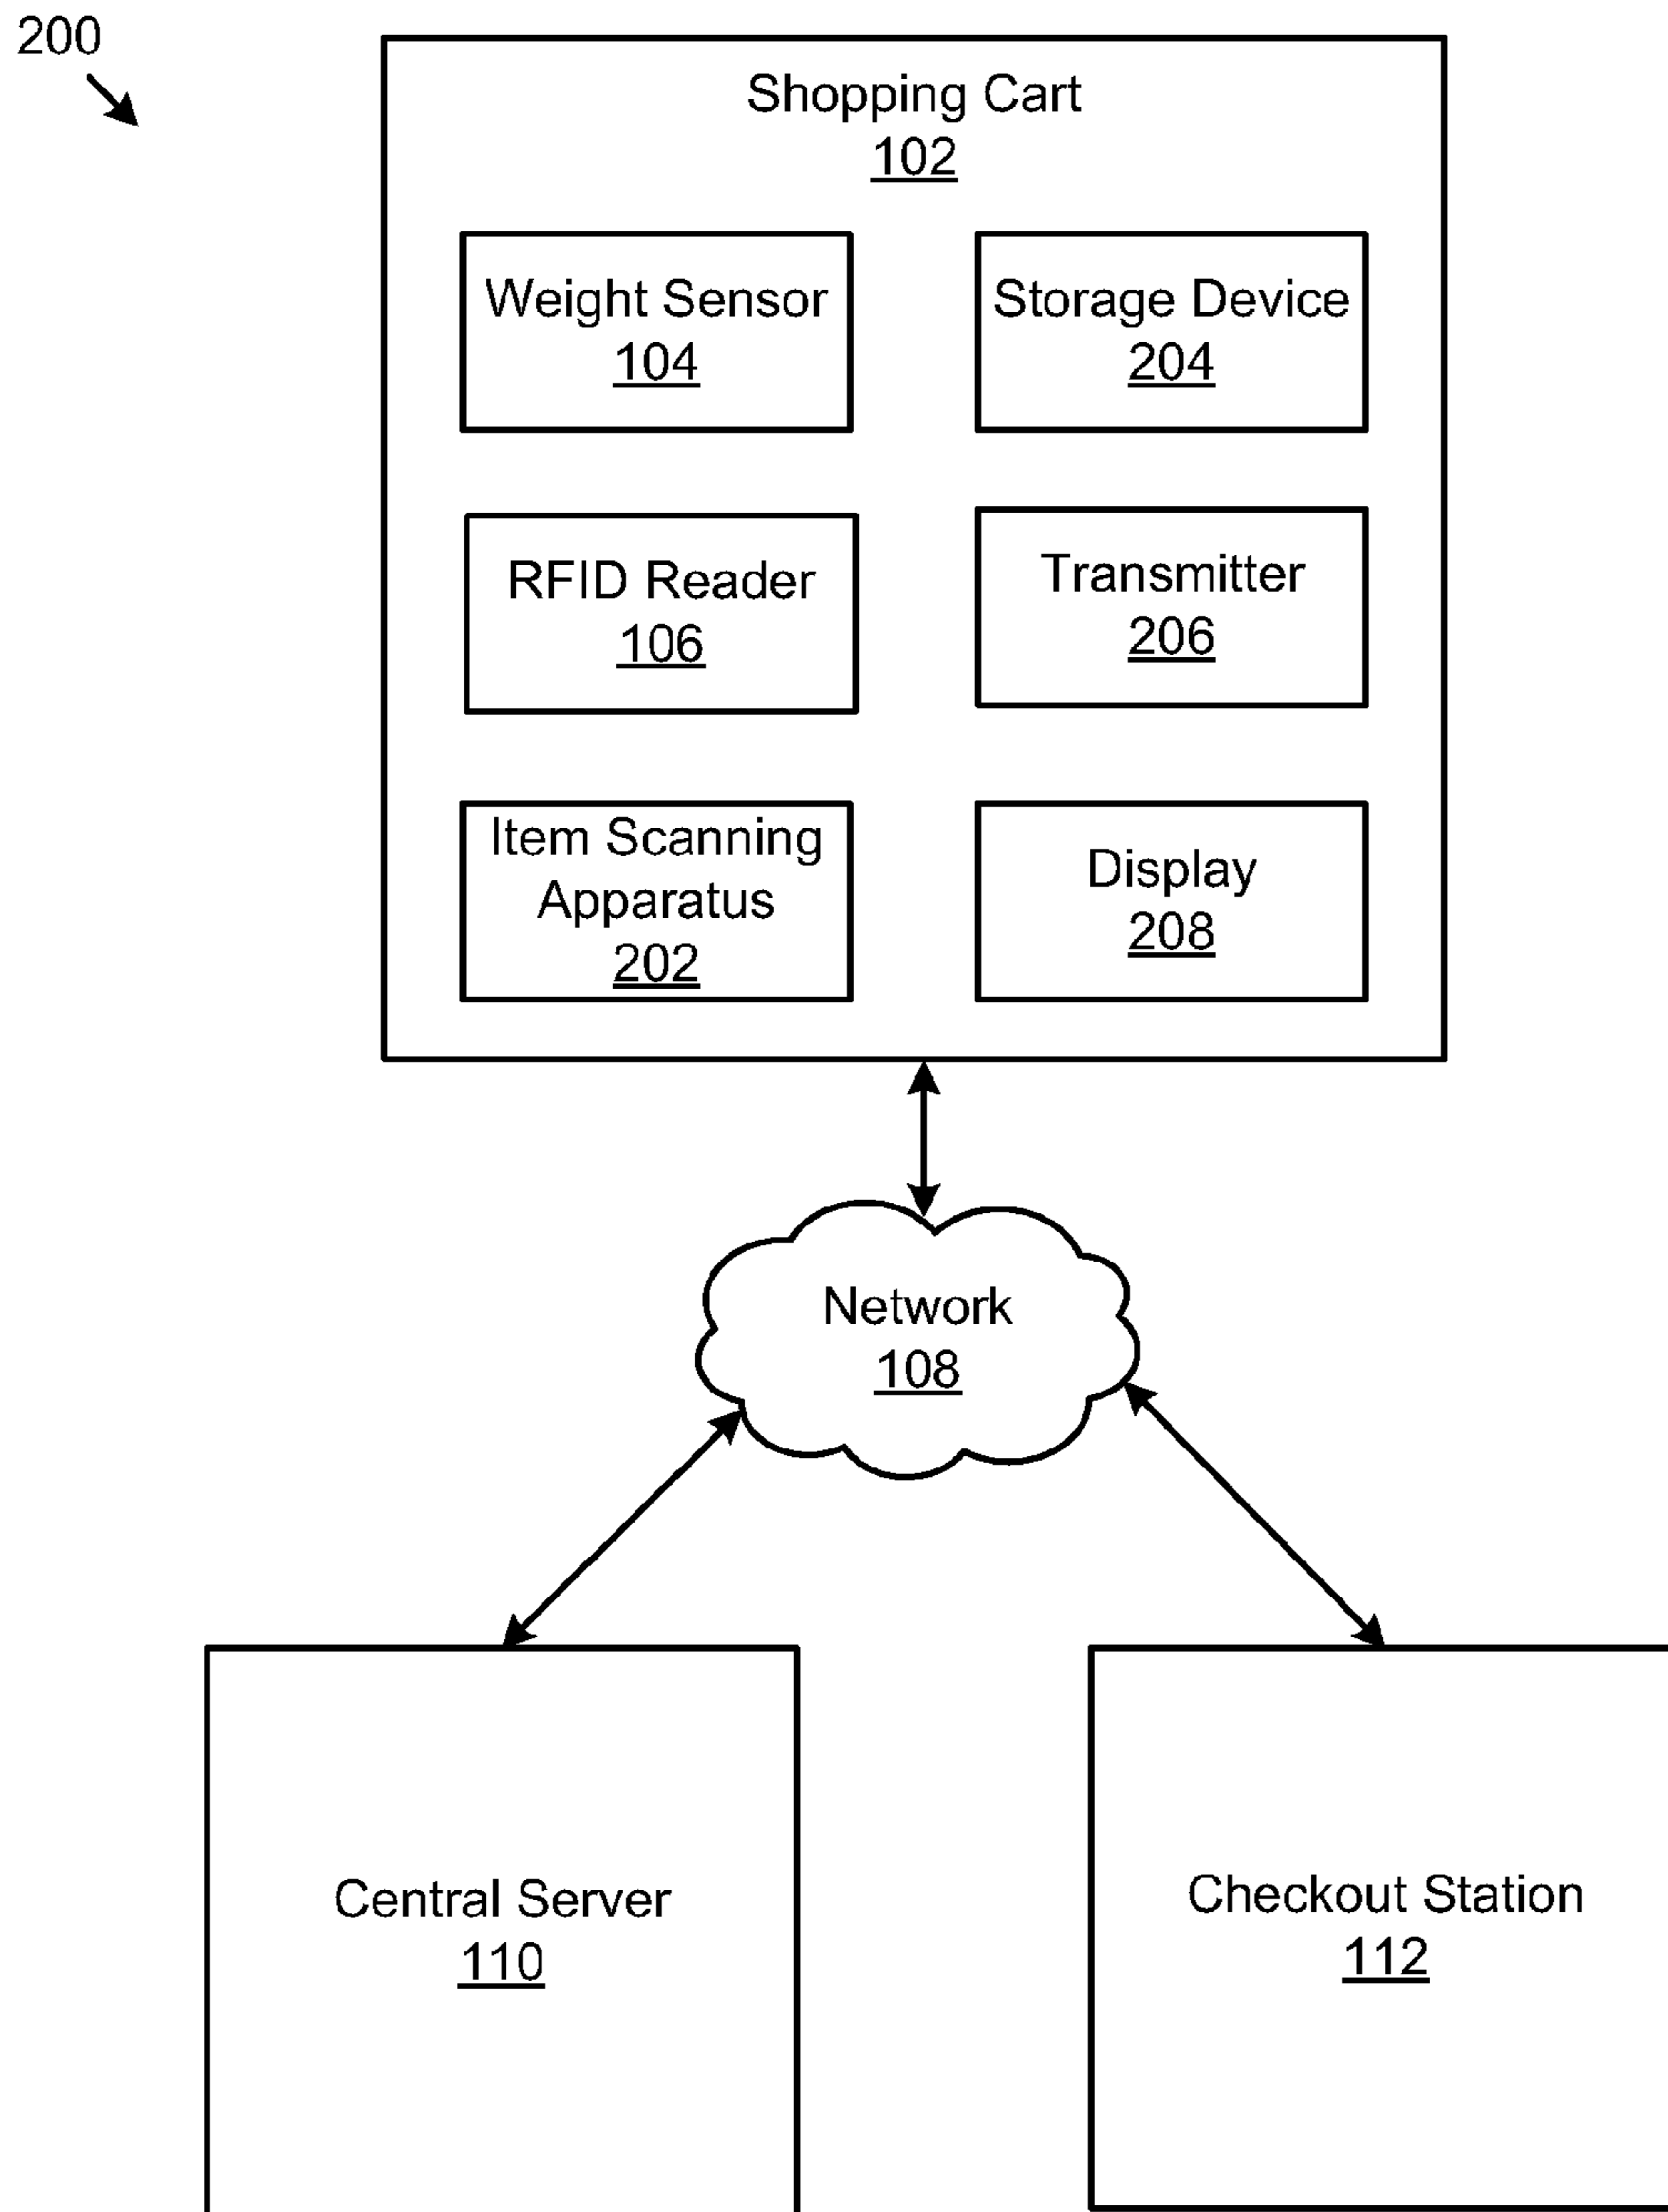 200
Shopping Cart
102
Weight Sensor
104
Storage Device
204
RFID Reader
106
Transmitter
206
Item Scanning
Apparatus
202
Display
208
Network
108
Central Server
110
Checkout Station
112